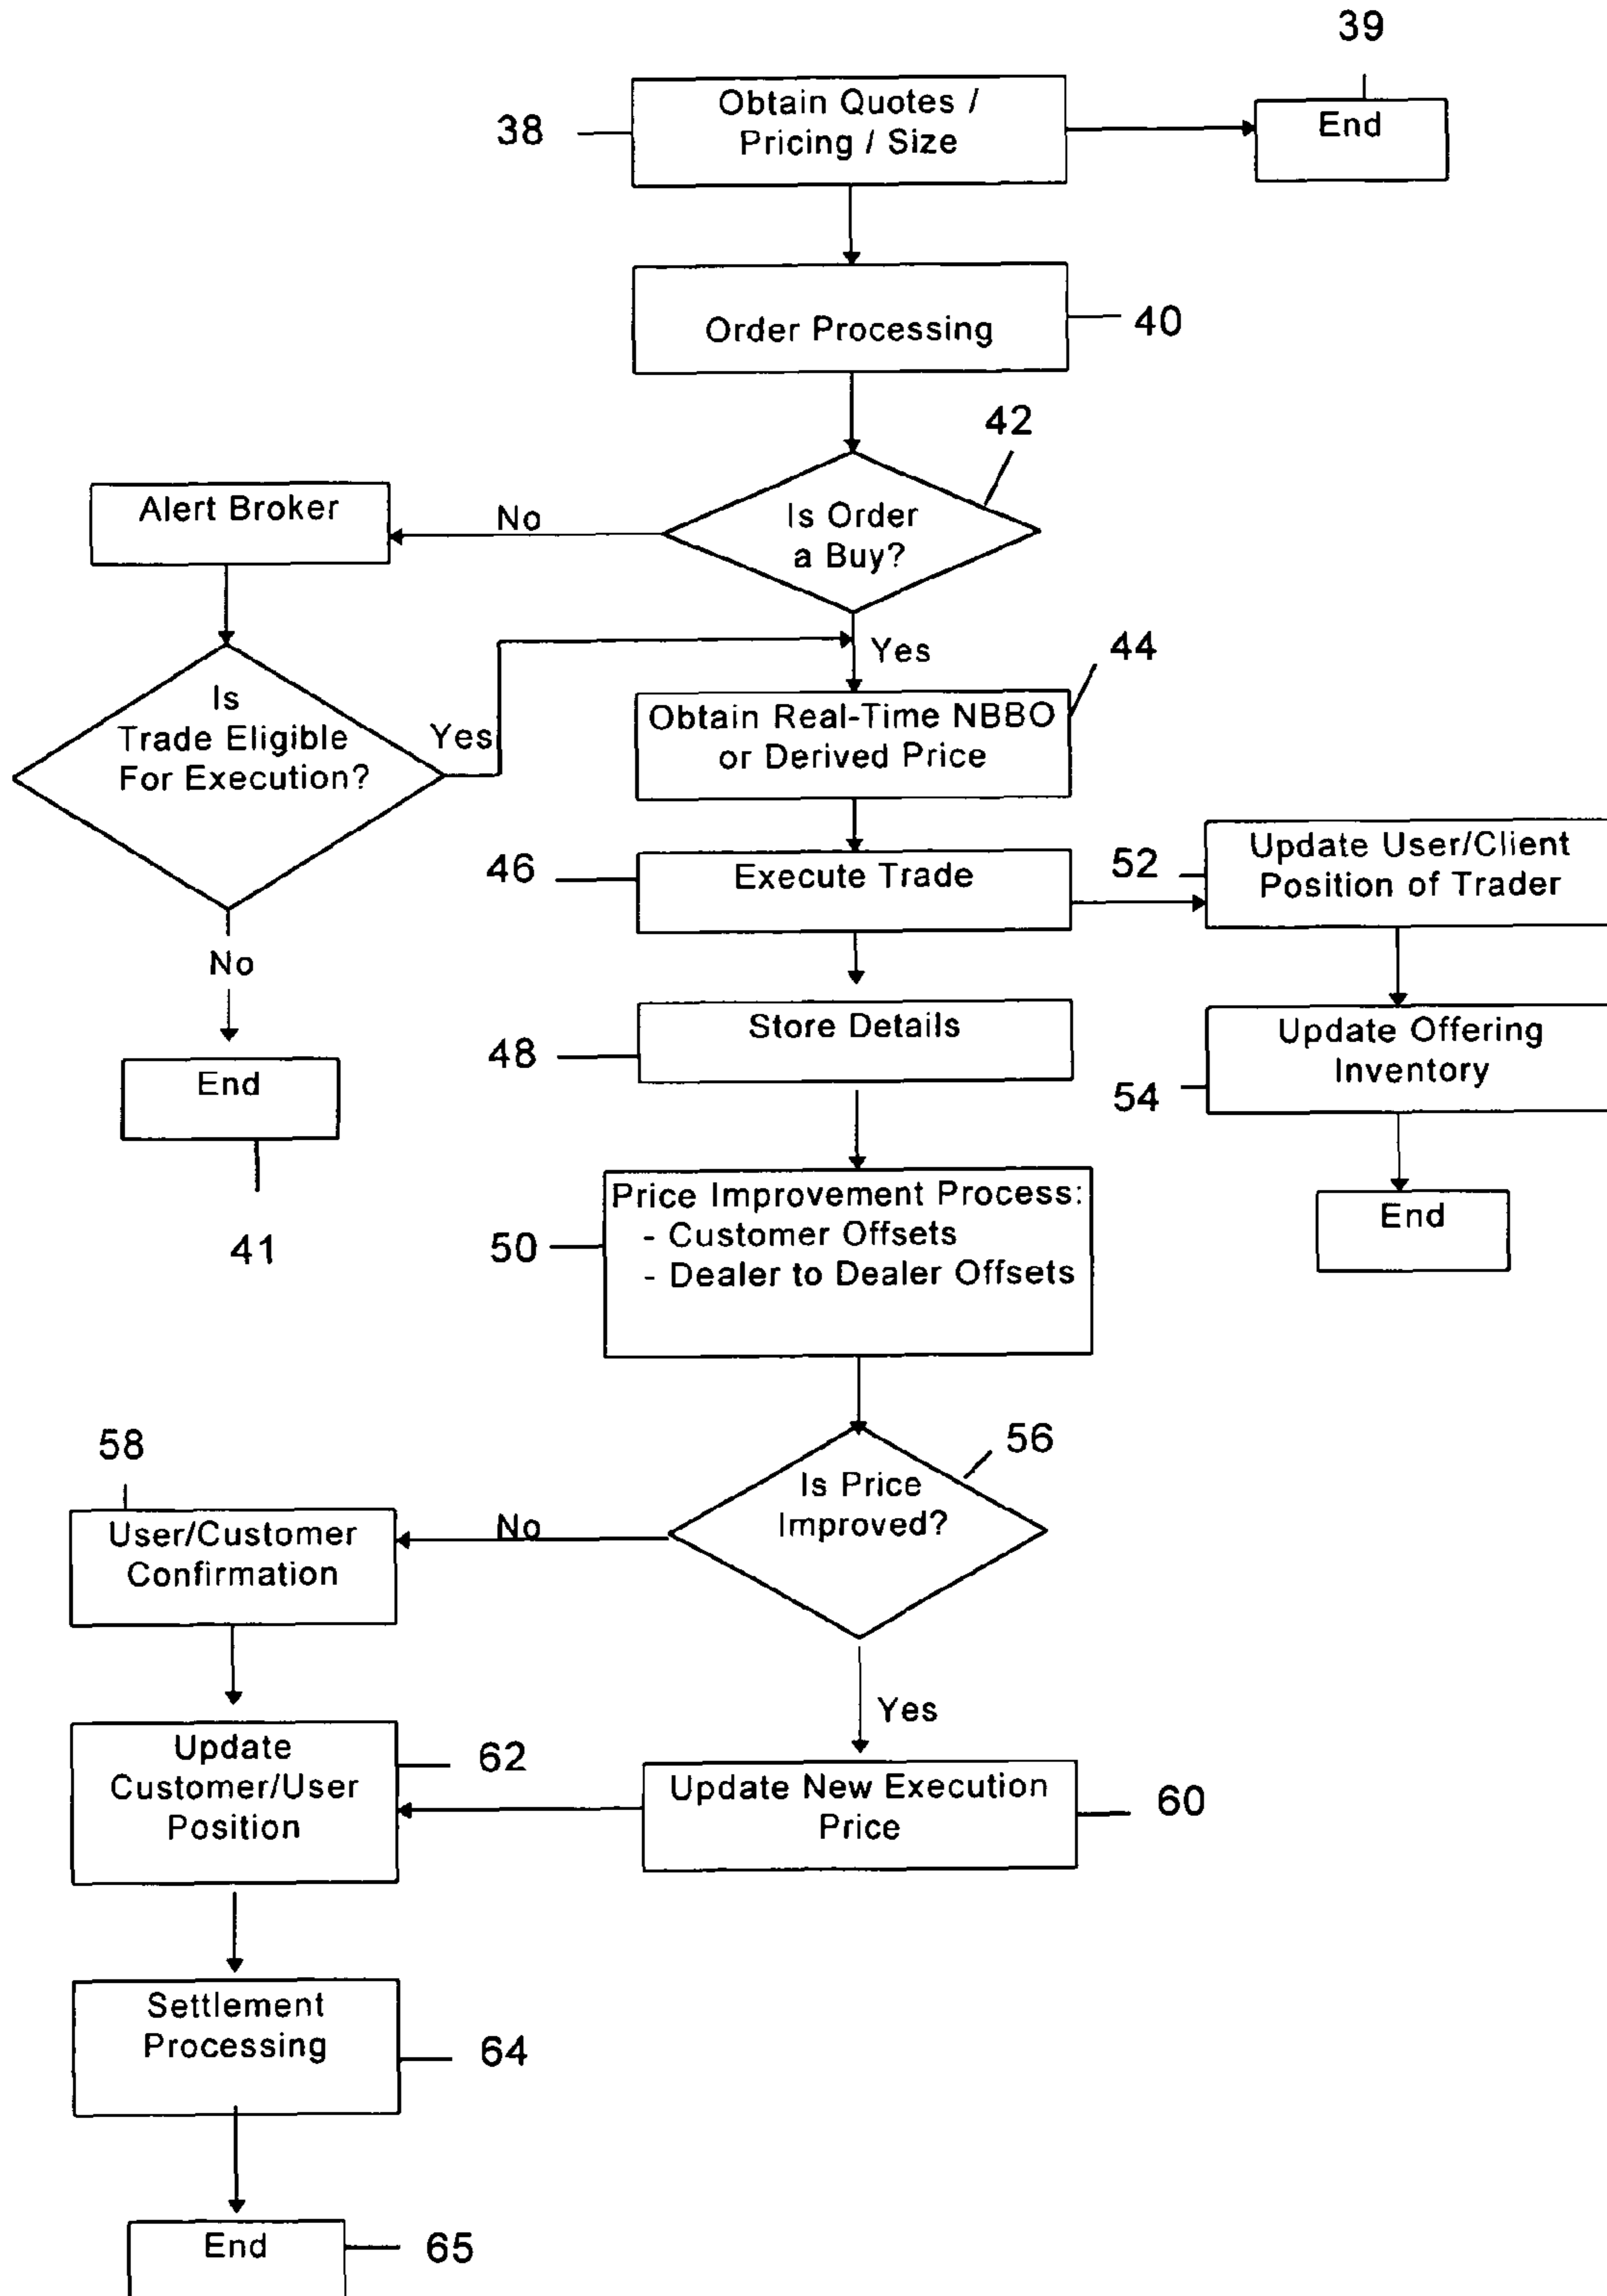 39
38
Obtain Quotes /
Pricing / Size
End
Order Processing
40
42
Alert Broker
No
Is Order
a Buy?
Yes
44
Is
Trade Eligible
For Execution?
Yes
Obtain Real-Time NBBO
or Derived Price
46
Execute Trade
52
Update User/Client
Position of Trader
No
48
Store Details
54
Update Offering
Inventory
End
41
50
Price Improvement Process:
- Customer Offsets
- Dealer to Dealer Offsets
End
58
56
User/Customer
Confirmation
No
Is Price
Improved?
Yes
Update
Customer/User
Position
62
Update New Execution
Price
60
Settlement
Processing
64
End
65